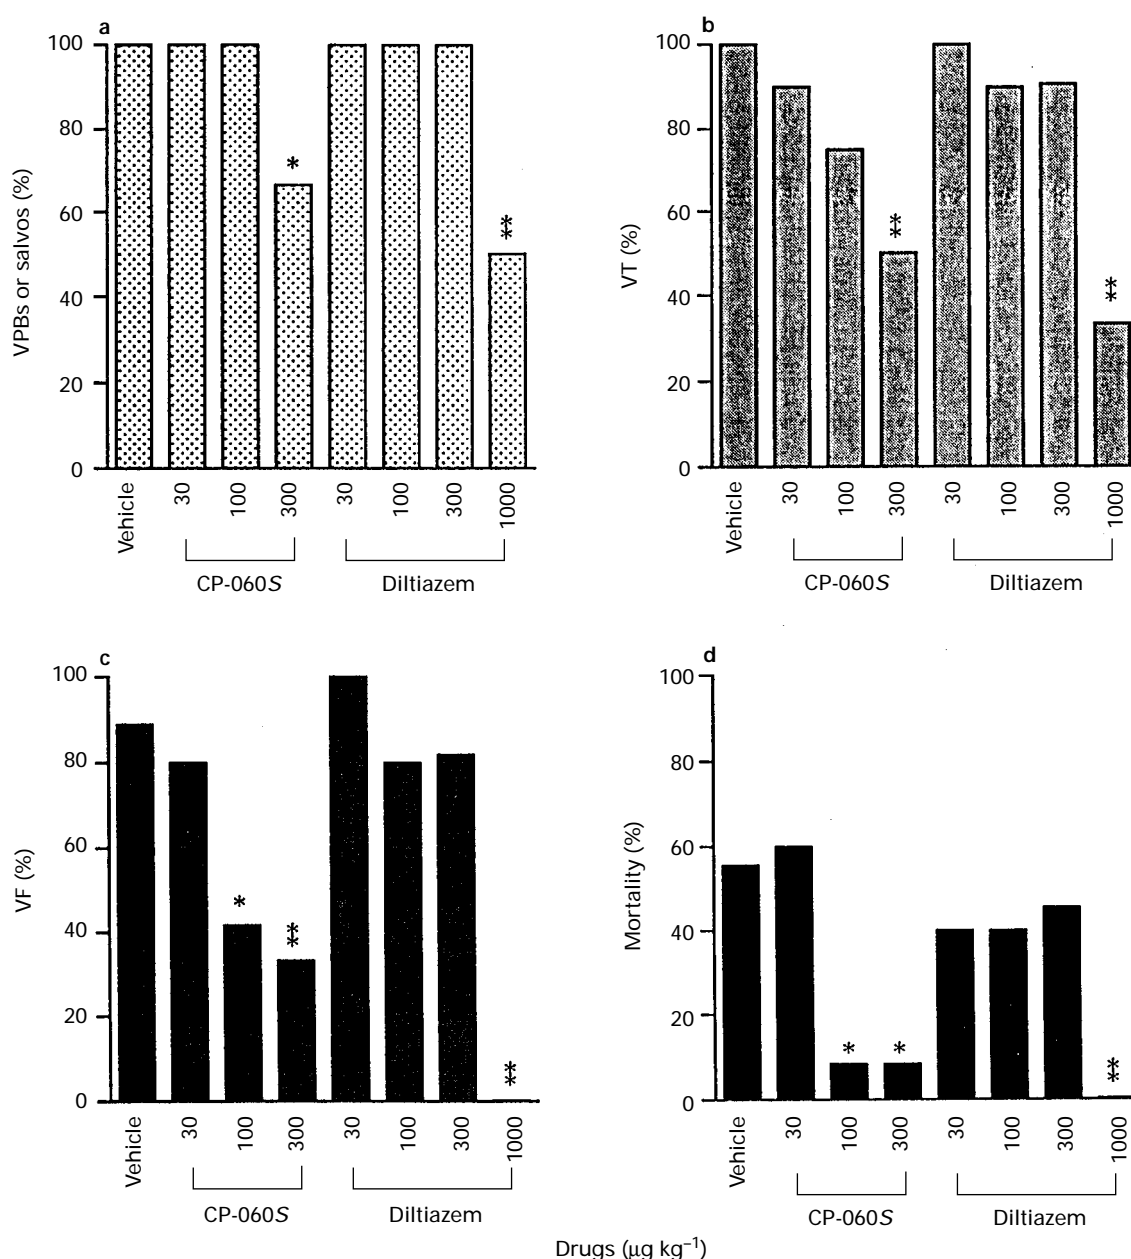 a
100
80
60
40
20
0
VPBs or salvos (%)
*
**
Vehicle
30
100
300
30
100
300
1000
CP-060S
Diltiazem
b
100
80
60
40
20
0
VT (%)
**
**
Vehicle
30
100
300
30
100
300
1000
CP-060S
Diltiazem
c
100
80
60
40
20
0
VF (%)
*
**
**
Vehicle
30
100
300
30
100
300
1000
CP-060S
Diltiazem
d
100
80
60
40
20
0
Mortality (%)
*
*
**
Vehicle
30
100
300
30
100
300
1000
CP-060S
Diltiazem
Drugs (μg kg⁻¹)